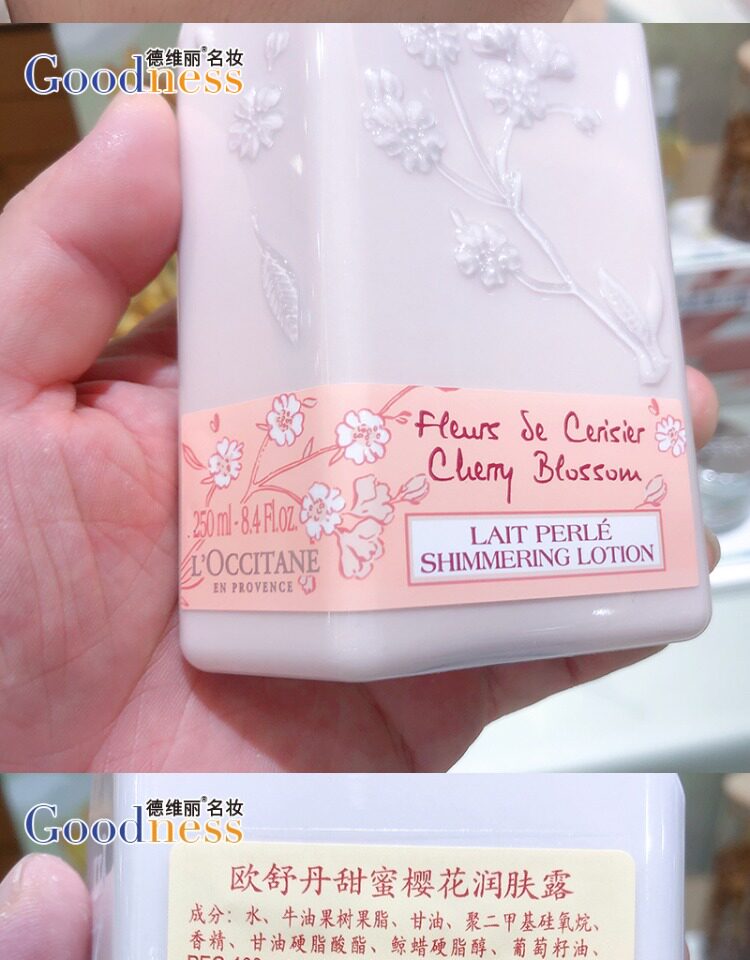 德维丽®名妆
Goodness
Fleurs de Cerisier
Cherry Blossom
250 ml - 8.4 Fl.oz.
L'OCCITANE
EN PROVENCE
LAIT PERLÉ
SHIMMERING LOTION
德维丽®名妆
Goodness
欧舒丹甜蜜樱花润肤露
成分：水、牛油果树果脂、甘油、聚二甲基硅氧烷、
香精、甘油硬脂酸酯、鲸蜡硬脂醇、葡萄籽油、